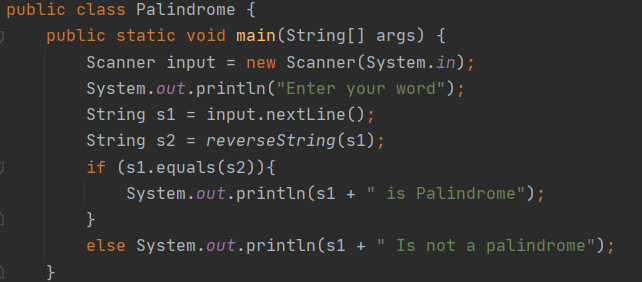 public class Palindrome {
    public static void main(String[] args) {
        Scanner input = new Scanner(System.in);
        System.out.println("Enter your word");
        String s1 = input.nextLine();
        String s2 = reverseString(s1);
        if (s1.equals(s2)){
            System.out.println(s1 + " is Palindrome");
        }
        else System.out.println(s1 + " Is not a palindrome");
    }